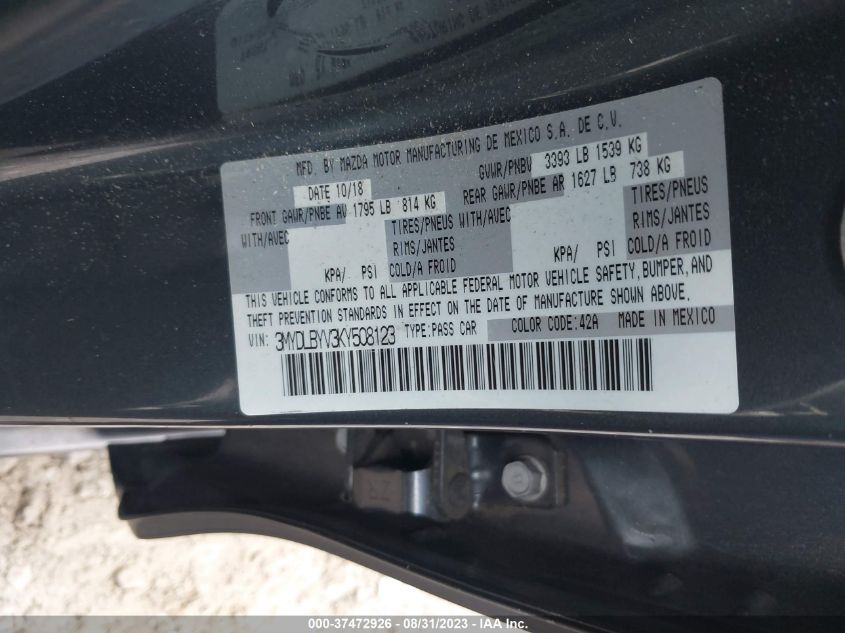 MFD. BY MAZDA MOTOR MANUFACTURING DE MEXICO S.A. DE C.V.
DATE 10/18 GVWR/PNBV 3393 LB 1539 KG
FRONT GAWR/PNBE AV 1795 LB 814 KG REAR GAWR/PNBE AR 1627 LB 738 KG
WITH/AVEC TIRES/PNEUS WITH/AVEC TIRES/PNEUS
RIMS/JANTES RIMS/JANTES
KPA/ PSI COLD/A FROID KPA/ PSI COLD/A FROID
THIS VEHICLE CONFORMS TO ALL APPLICABLE FEDERAL MOTOR VEHICLE SAFETY, BUMPER, AND
THEFT PREVENTION STANDARDS IN EFFECT ON THE DATE OF MANUFACTURE SHOWN ABOVE.
VIN: 3MYDLBYV3KY508123 TYPE:PASS CAR COLOR CODE:42A MADE IN MEXICO
000-37472926 - 08/31/2023 - IAA Inc.